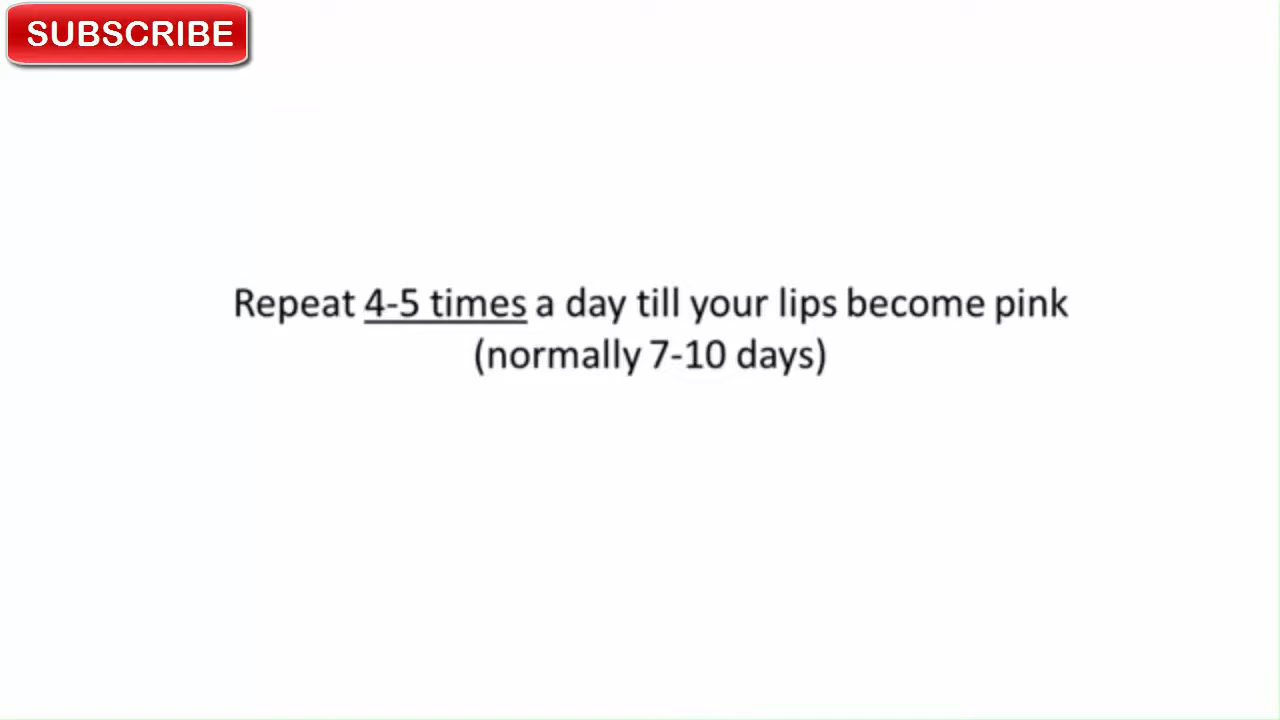 SUBSCRIBE
Repeat 4-5 times a day till your lips become pink
(normally 7-10 days)